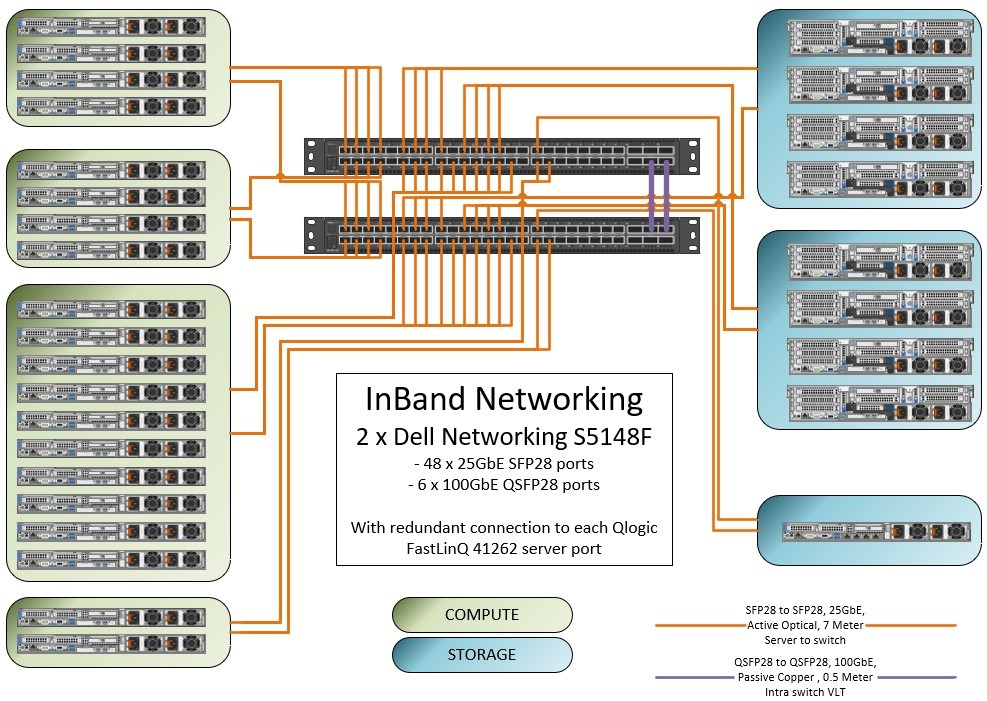 InBand Networking
2 x Dell Networking S5148F
- 48 x 25GbE SFP28 ports
- 6 x 100GbE QSFP28 ports
With redundant connection to each Qlogic
FastLinQ 41262 server port
COMPUTE
STORAGE
SFP28 to SFP28, 25GbE,
Active Optical, 7 Meter
Server to switch
QSFP28 to QSFP28, 100GbE,
Passive Copper , 0.5 Meter
Intra switch VLT